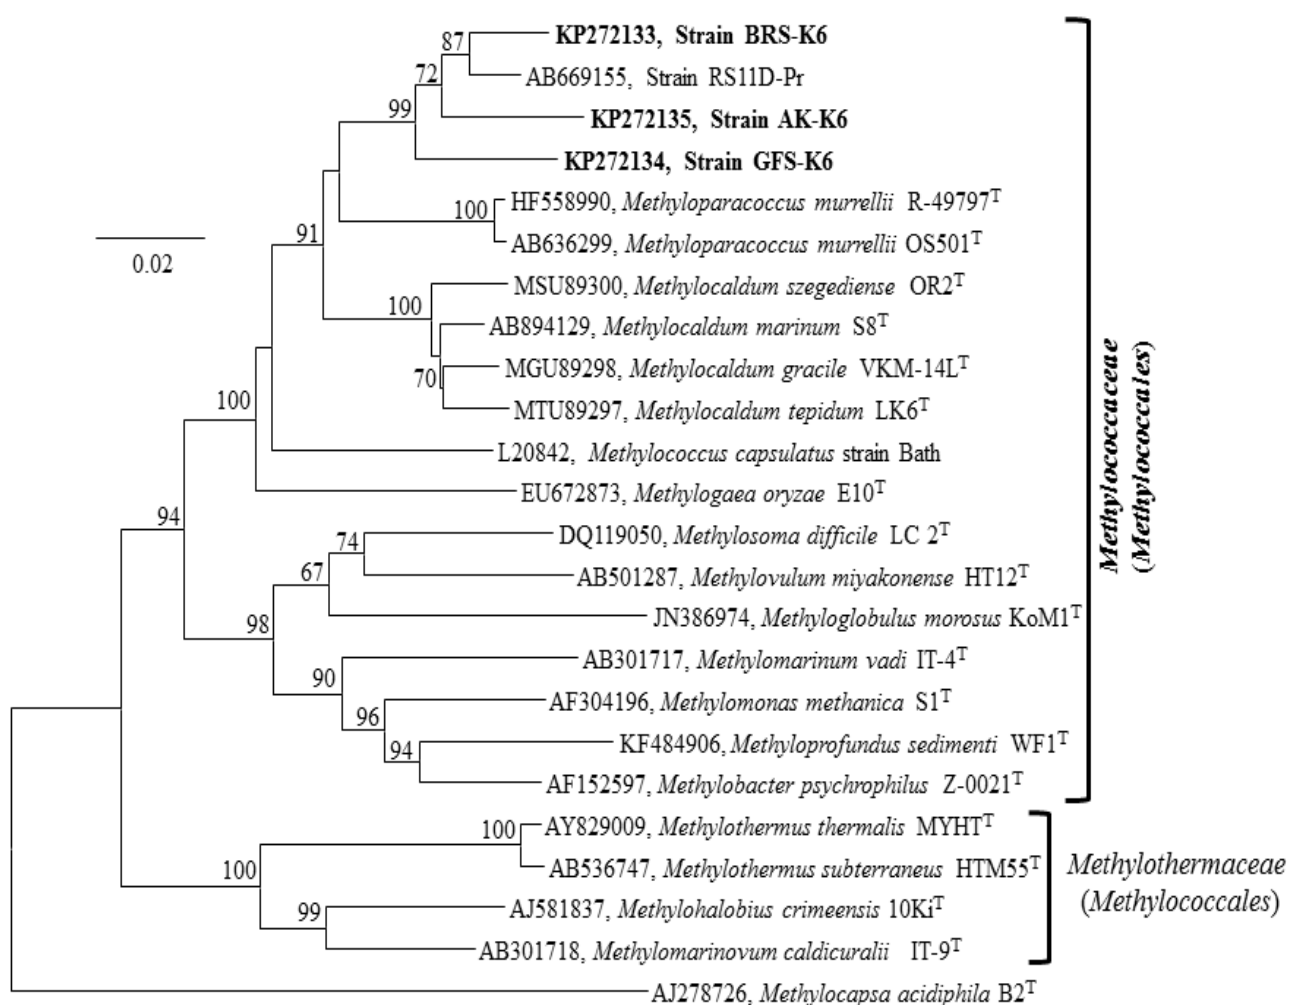 87
KP272133, Strain BRS-K6
72
AB669155, Strain RS11D-Pr
99
KP272135, Strain AK-K6
KP272134, Strain GFS-K6
100
HF558990, Methyloparacoccus murrellii R-49797T
91
AB636299, Methyloparacoccus murrellii OS501T
0.02
MSU89300, Methylocaldum szegediense OR2T
100
AB894129, Methylocaldum marinum S8T
MGU89298, Methylocaldum gracile VKM-14LT
70
MTU89297, Methylocaldum tepidum LK6T
100
L20842, Methylococcus capsulatus strain Bath
EU672873, Methylogaea oryzae E10T
94
74
DQ119050, Methylosoma difficile LC 2T
67
AB501287, Methylovulum miyakonense HT12T
98
JN386974, Methyloglobulus morosus KoM1T
90
AB301717, Methylomarinum vadi IT-4T
96
AF304196, Methylomonas methanica S1T
94
KF484906, Methyloprofundus sedimenti WF1T
AF152597, Methylobacter psychrophilus Z-0021T
Methylococcaceae
(Methylococcales)
100
AY829009, Methylothermus thermalis MYHTT
100
AB536747, Methylothermus subterraneus HTM55T
99
AJ581837, Methylohalobius crimeensis 10KiT
AB301718, Methylomarinovum caldicuralii IT-9T
Methylothermaceae
(Methylococcales)
AJ278726, Methylocapsa acidiphila B2T